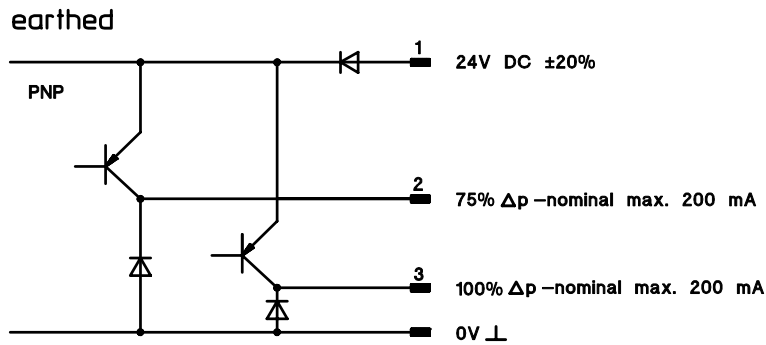 earthed
1
24V DC ±20%
PNP
2
75% Δp –nominal max. 200 mA
3
100% Δp –nominal max. 200 mA
0V ⊥